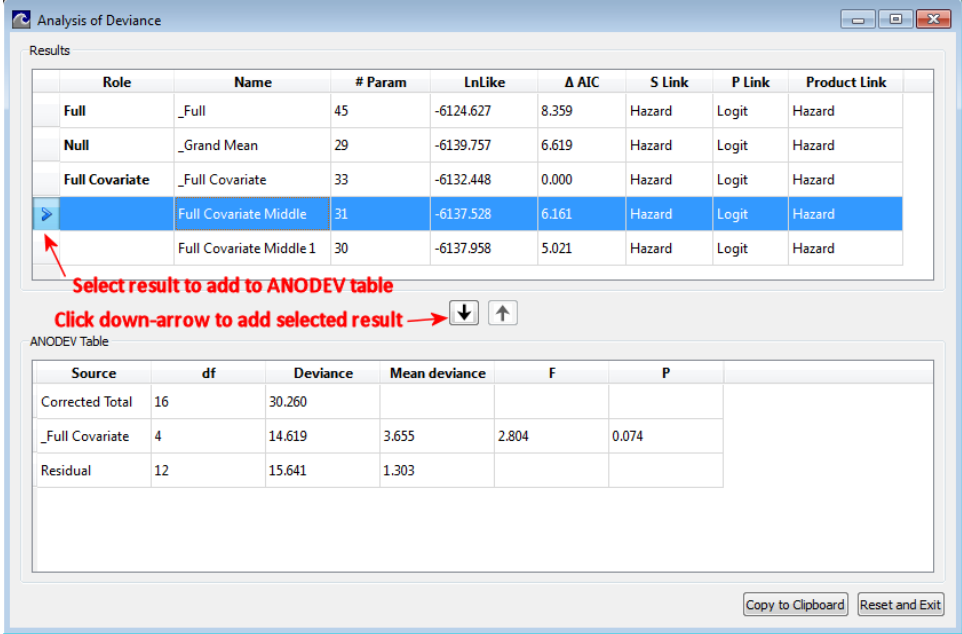 Analysis of Deviance
Results
Role Name # Param LnLike Δ AIC S Link P Link Product Link
Full _Full 45 -6124.627 8.359 Hazard Logit Hazard
Null _Grand Mean 29 -6139.757 6.619 Hazard Logit Hazard
Full Covariate _Full Covariate 33 -6132.448 0.000 Hazard Logit Hazard
Full Covariate Middle 31 -6137.528 6.161 Hazard Logit Hazard
Full Covariate Middle 1 30 -6137.958 5.021 Hazard Logit Hazard
Select result to add to ANODEV table
Click down-arrow to add selected result
ANODEV Table
Source df Deviance Mean deviance F P
Corrected Total 16 30.260
_Full Covariate 4 14.619 3.655 2.804 0.074
Residual 12 15.641 1.303
Copy to Clipboard Reset and Exit